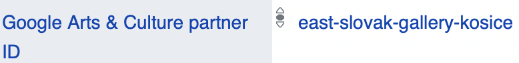 Google Arts & Culture partner
ID
east-slovak-gallery-kosice